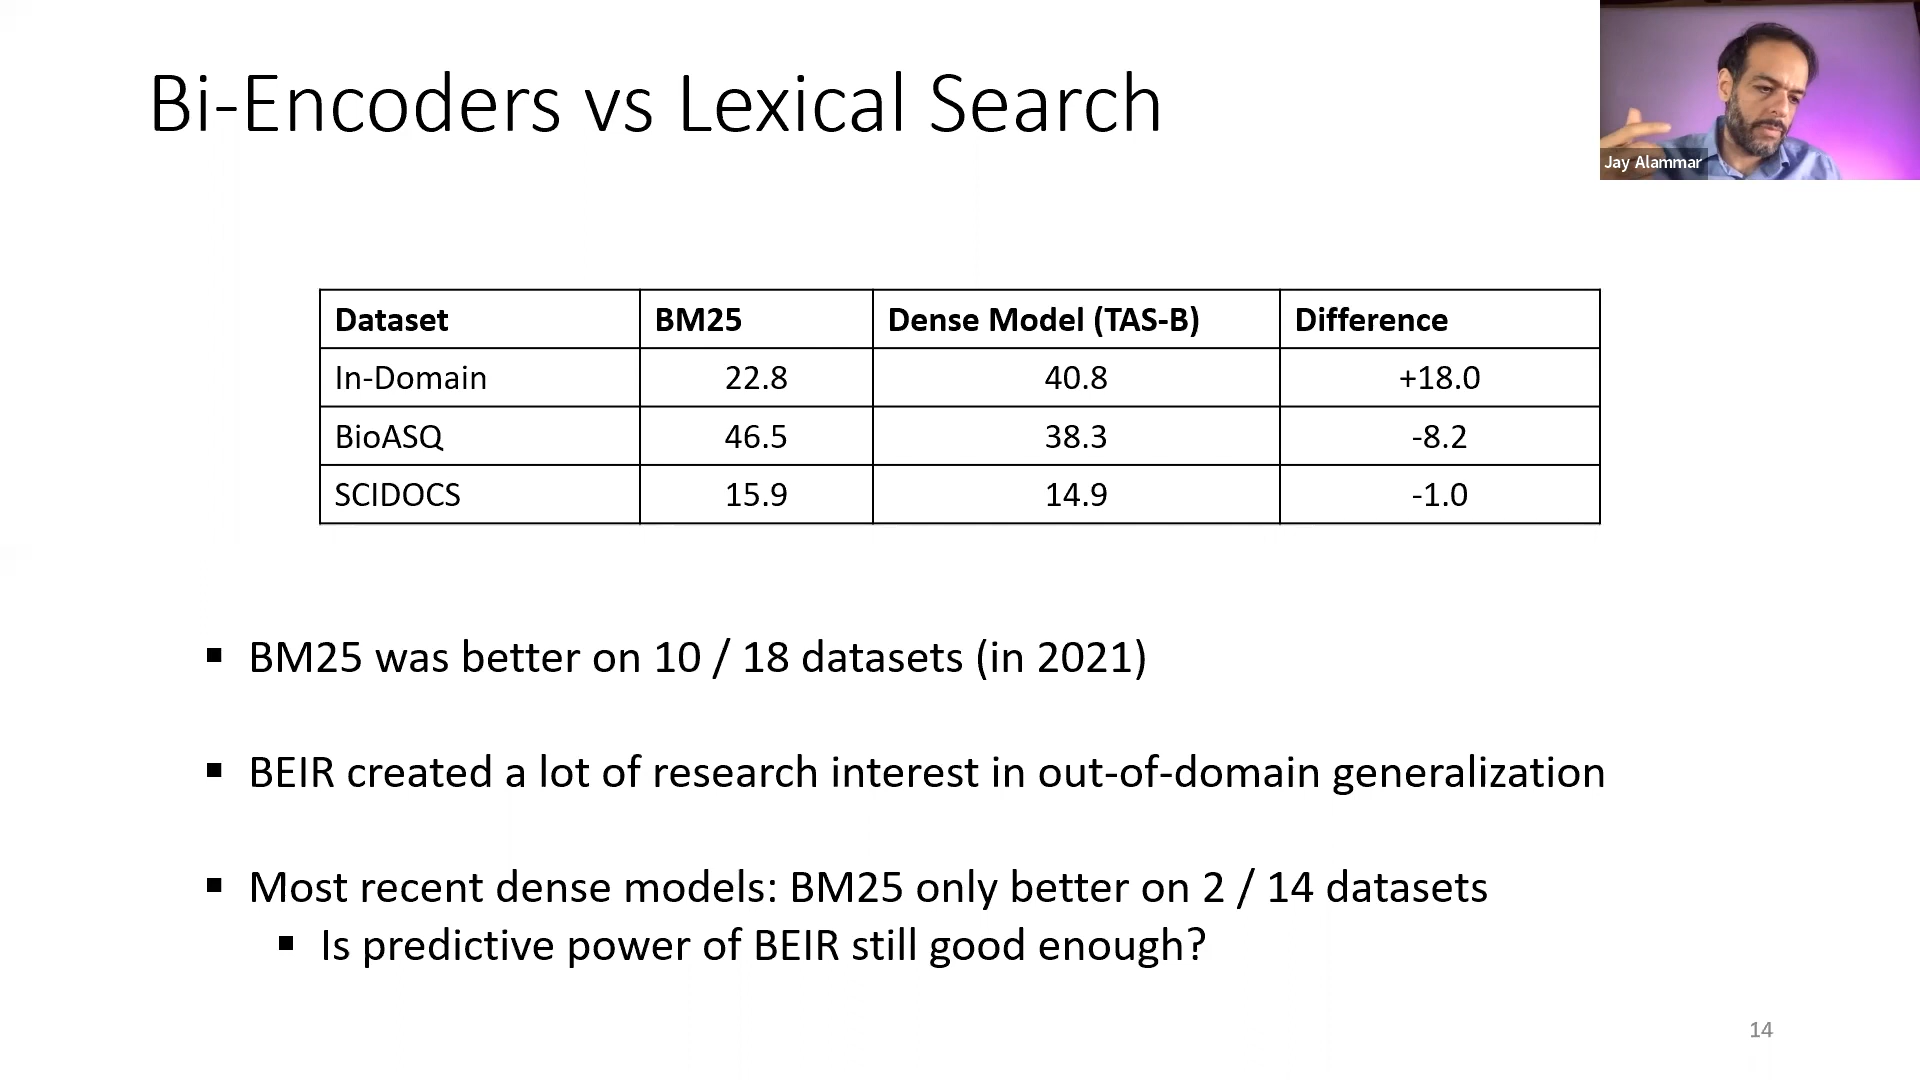 Bi-Encoders vs Lexical Search
Jay Alammar
Dataset BM25 Dense Model (TAS-B) Difference
In-Domain 22.8 40.8 +18.0
BioASQ 46.5 38.3 -8.2
SCIDOCS 15.9 14.9 -1.0
▪ BM25 was better on 10 / 18 datasets (in 2021)
▪ BEIR created a lot of research interest in out-of-domain generalization
▪ Most recent dense models: BM25 only better on 2 / 14 datasets
▪ Is predictive power of BEIR still good enough?
14